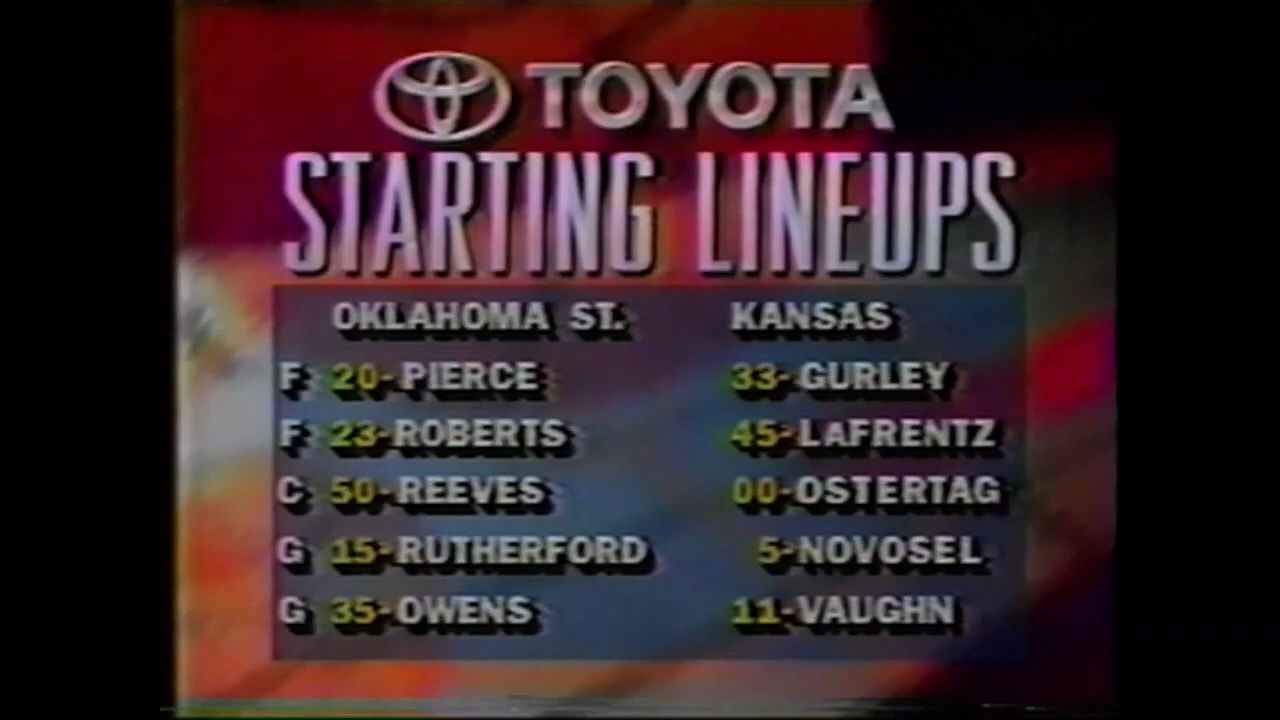 TOYOTA
STARTING LINEUPS
OKLAHOMA ST. KANSAS
F 20-PIERCE 33-GURLEY
F 23-ROBERTS 45-LAFRENTZ
C 50-REEVES 00-OSTERTAG
G 15-RUTHERFORD 5-NOVOSEL
G 35-OWENS 11-VAUGHN